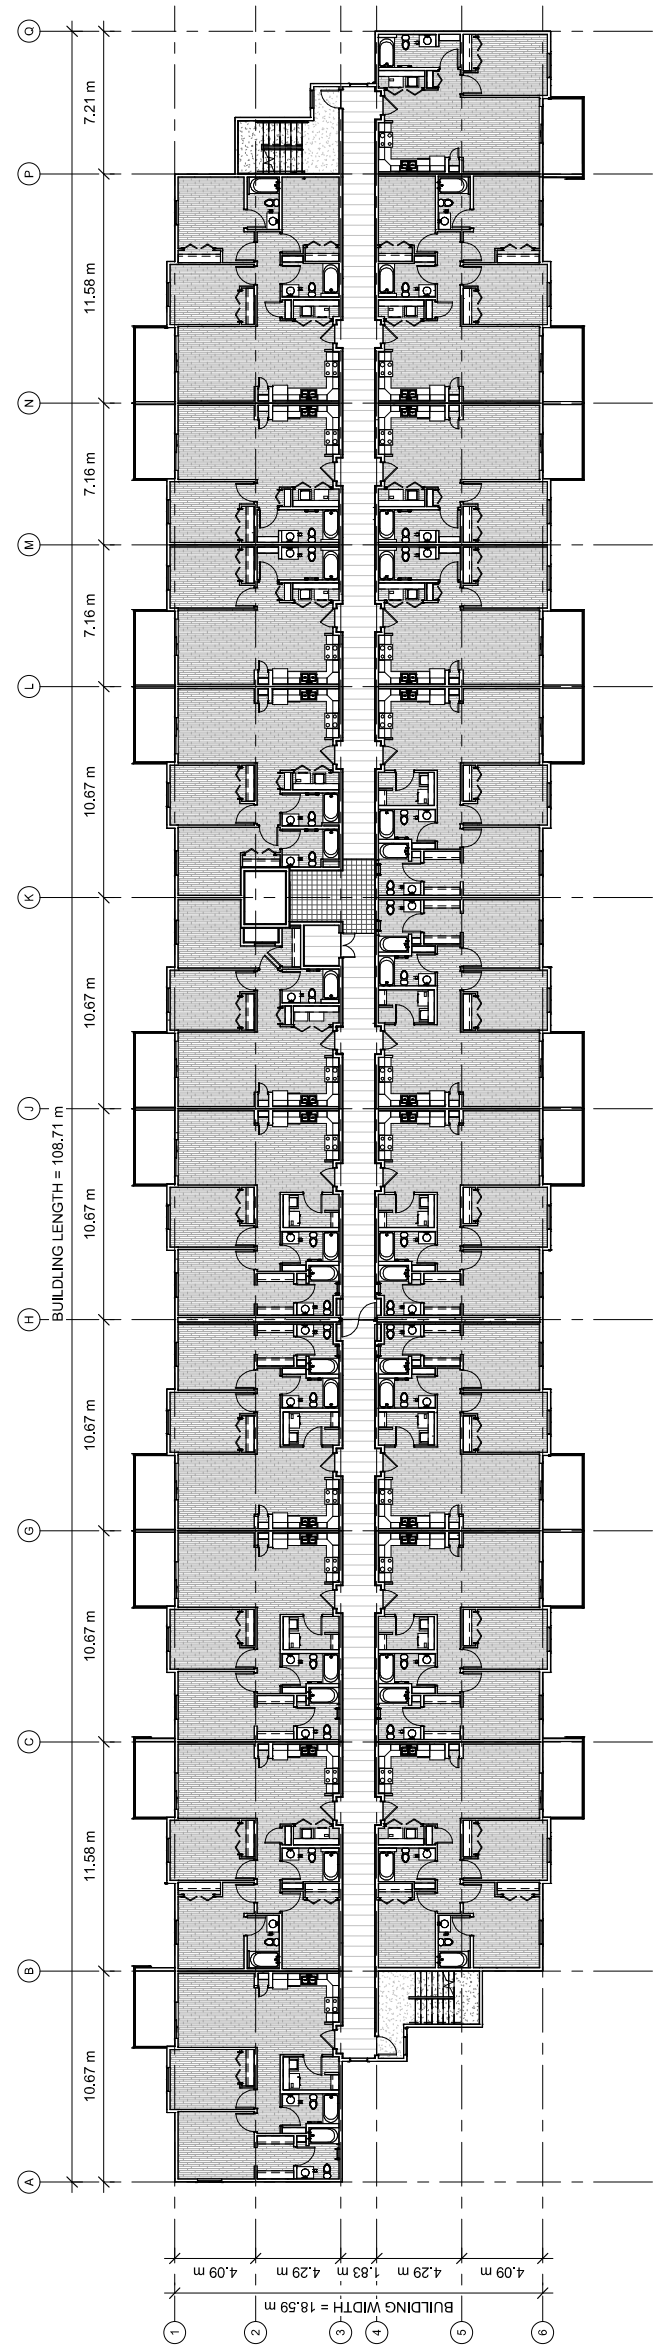 Q
7.21 m
P
11.58 m
N
7.16 m
M
7.16 m
L
10.67 m
K
10.67 m
J
BUILDLING LENGTH = 108.71 m
10.67 m
H
10.67 m
G
10.67 m
C
11.58 m
B
10.67 m
A
4.09 m
4.29 m
1.83 m
4.29 m
4.09 m
BUILDING WIDTH = 18.59 m
1
2
3
4
5
6